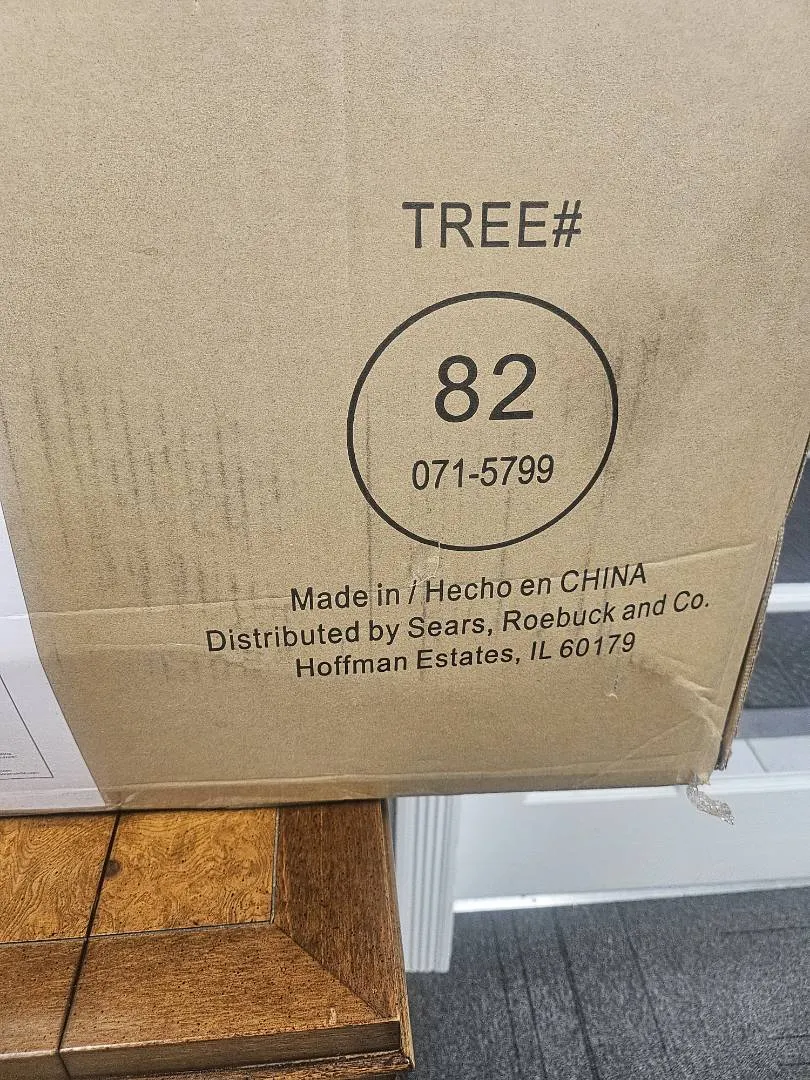 TREE#
82
071-5799
Made in / Hecho en CHINA
Distributed by Sears, Roebuck and Co.
Hoffman Estates, IL 60179